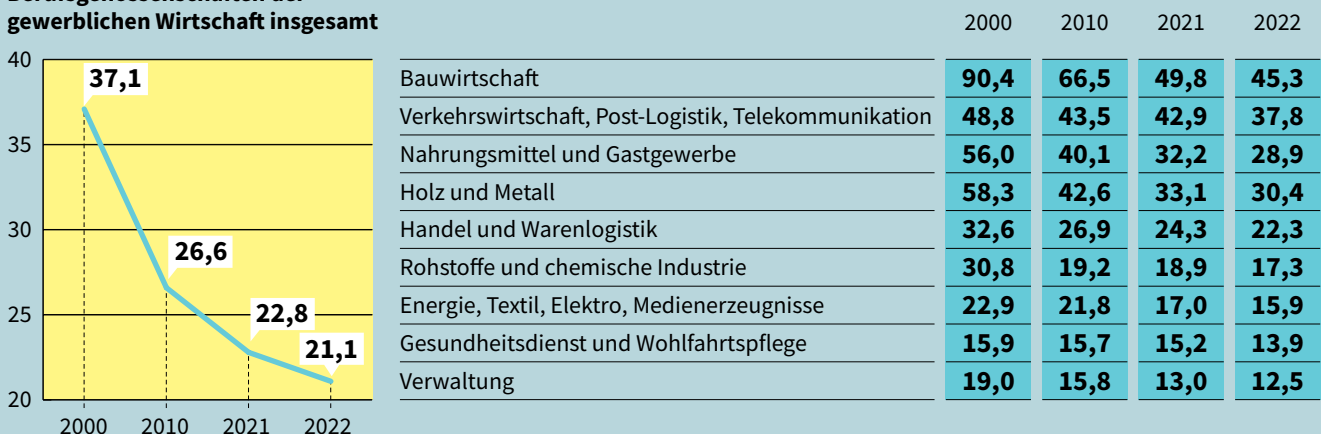 gewerblichen Wirtschaft insgesamt
40
35
30
25
20
37,1
26,6
22,8
21,1
2000 2010 2021 2022
2000 2010 2021 2022
Bauwirtschaft 90,4 66,5 49,8 45,3
Verkehrswirtschaft, Post-Logistik, Telekommunikation 48,8 43,5 42,9 37,8
Nahrungsmittel und Gastgewerbe 56,0 40,1 32,2 28,9
Holz und Metall 58,3 42,6 33,1 30,4
Handel und Warenlogistik 32,6 26,9 24,3 22,3
Rohstoffe und chemische Industrie 30,8 19,2 18,9 17,3
Energie, Textil, Elektro, Medienerzeugnisse 22,9 21,8 17,0 15,9
Gesundheitsdienst und Wohlfahrtspflege 15,9 15,7 15,2 13,9
Verwaltung 19,0 15,8 13,0 12,5